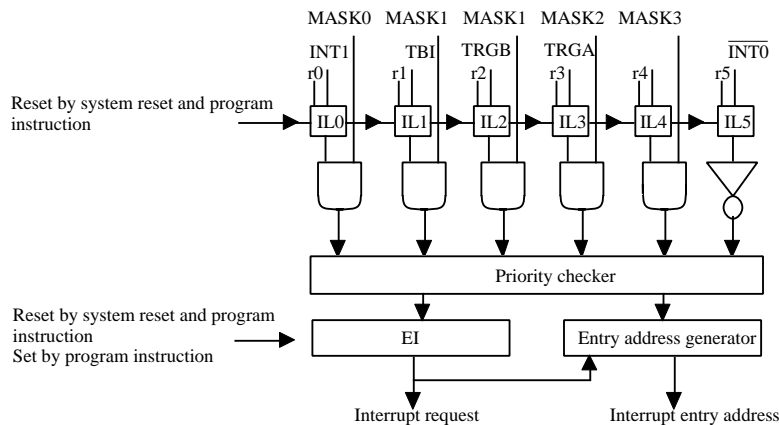 MASK0 MASK1 MASK1 MASK2 MASK3
INT1 TBI TRGB TRGA INT0
r0 r1 r2 r3 r4 r5
Reset by system reset and program
instruction
IL0 IL1 IL2 IL3 IL4 IL5
Priority checker
Reset by system reset and program
instruction
Set by program instruction
EI
Entry address generator
Interrupt request
Interrupt entry address